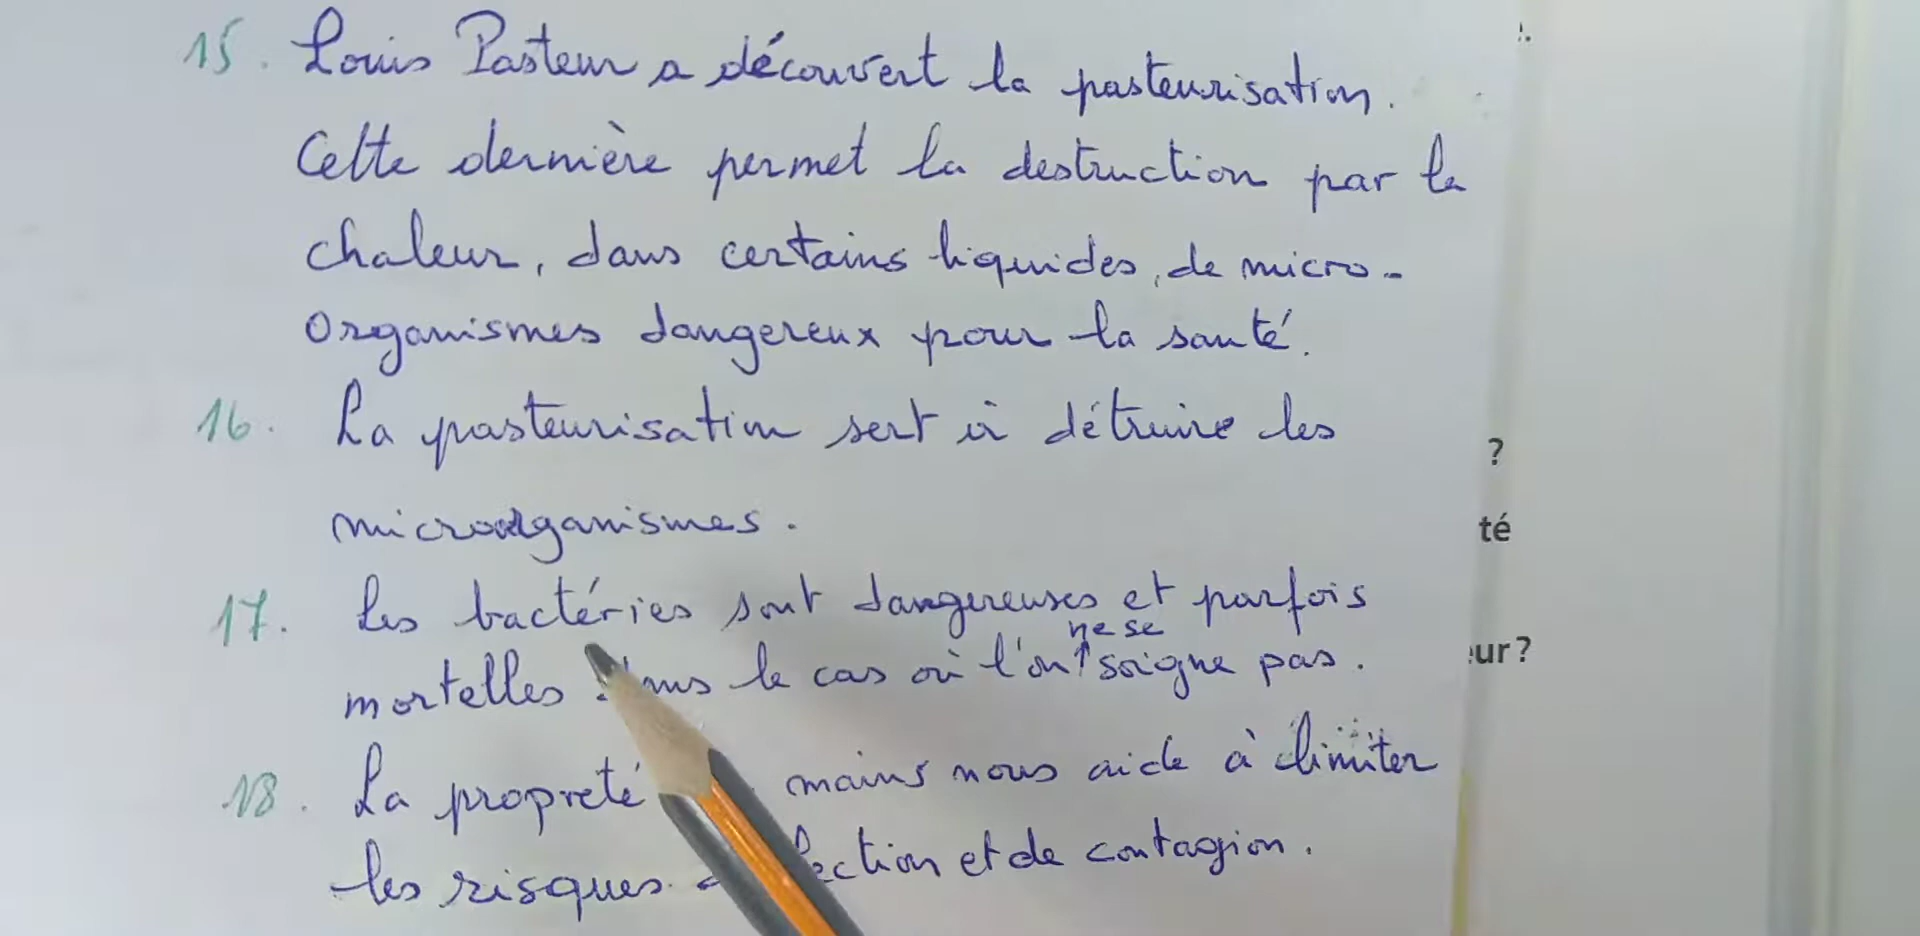 15. Louis Pasteur a découvert la pasteurisation.
Cette dernière permet la destruction par la
chaleur, dans certains liquides, de micro-
organismes dangereux pour la santé.
16. La pasteurisation sert à détruire les
microorganismes.
17. Les bactéries sont dangereuses et parfois
mortelles dans le cas où l'on ne se soigne pas.
18. La propreté mains nous aide à limiter
les risques et de contagion.
?
té
eur?